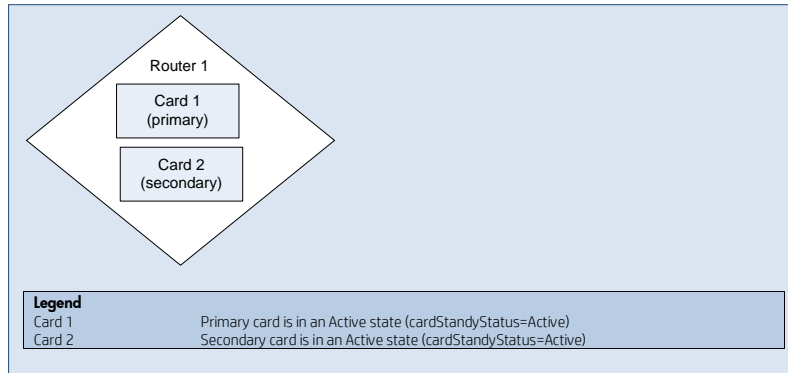 Router 1
Card 1
(primary)
Card 2
(secondary)
Legend
Card 1 Primary card is in an Active state (cardStandyStatus=Active)
Card 2 Secondary card is in an Active state (cardStandyStatus=Active)